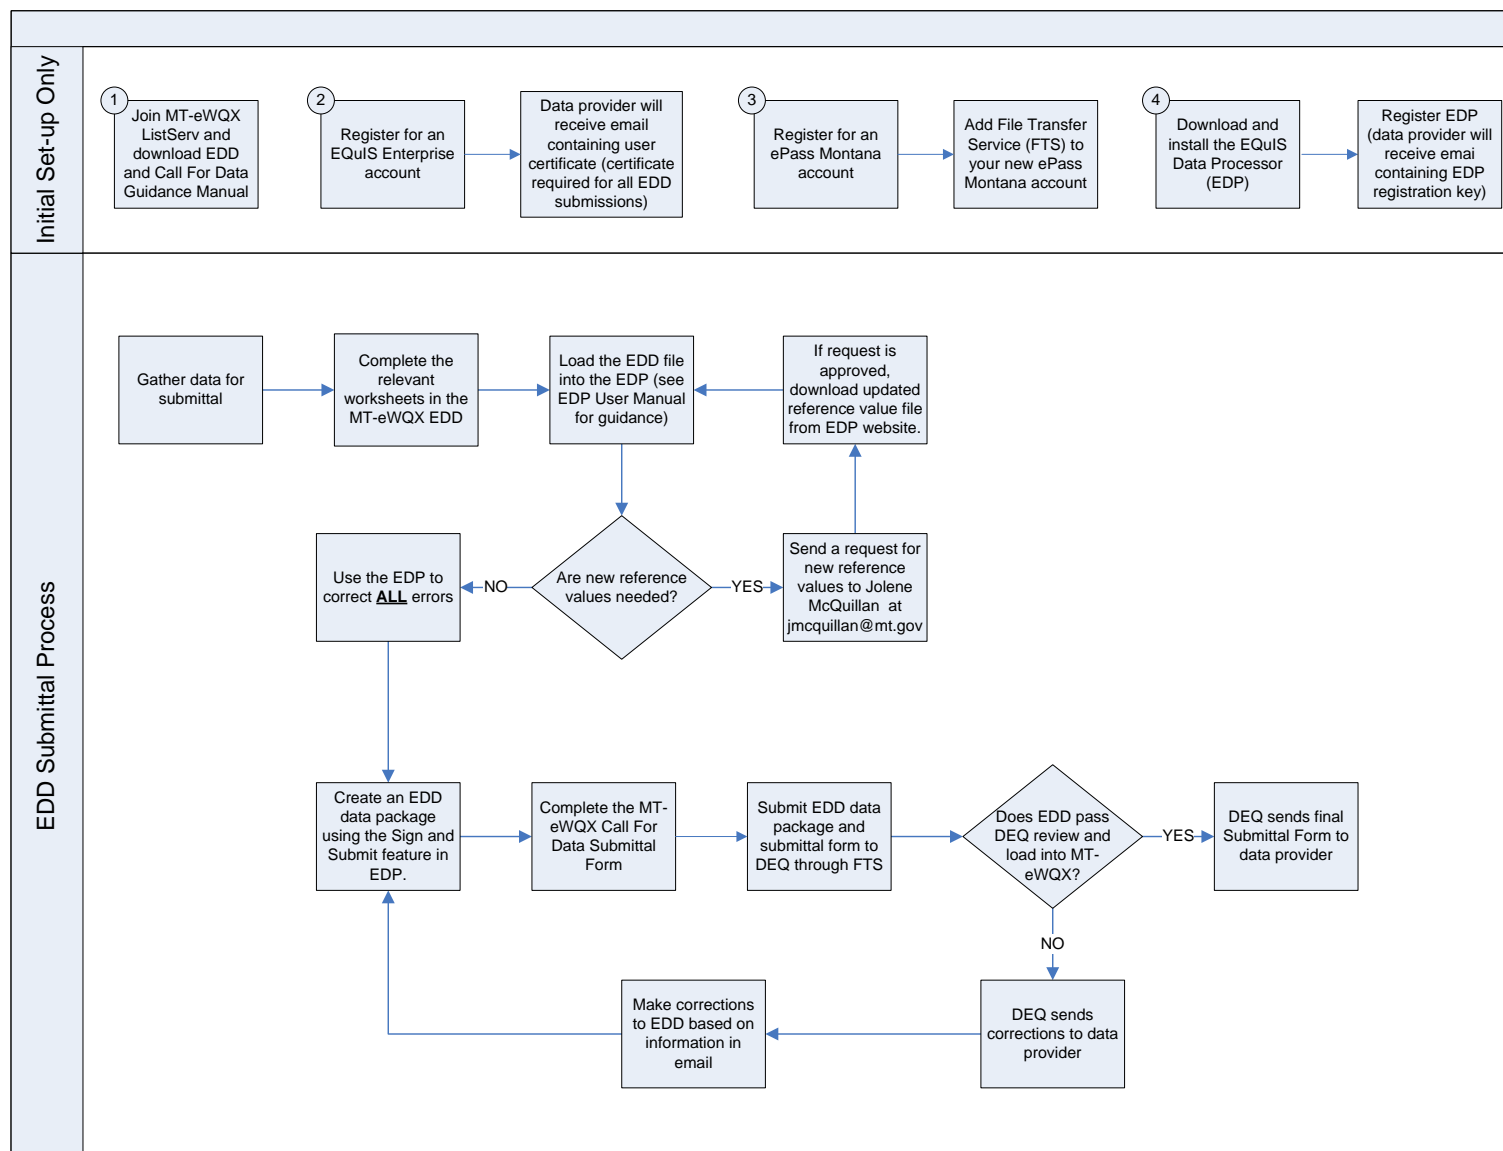 Initial Set-up Only
1
Join MT-eWQX
ListServ and
download EDD
and Call For Data
Guidance Manual
2
Register for an
EQuIS Enterprise
account
Data provider will
receive email
containing user
certificate (certificate
required for all EDD
submissions)
3
Register for an
ePass Montana
account
Add File Transfer
Service (FTS) to
your new ePass
Montana account
4
Download and
install the EQuIS
Data Processor
(EDP)
Register EDP
(data provider will
receive emai
containing EDP
registration key)
EDD Submittal Process
Gather data for
submittal
Complete the
relevant
worksheets in the
MT-eWQX EDD
Load the EDD file
into the EDP (see
EDP User Manual
for guidance)
If request is
approved,
download updated
reference value file
from EDP website.
Use the EDP to
correct ALL errors
NO
Are new reference
values needed?
YES
Send a request for
new reference
values to Jolene
McQuillan at
jmcquillan@mt.gov
Create an EDD
data package
using the Sign and
Submit feature in
EDP.
Complete the MT-
eWQX Call For
Data Submittal
Form
Submit EDD data
package and
submittal form to
DEQ through FTS
Does EDD pass
DEQ review and
load into MT-
eWQX?
YES
DEQ sends final
Submittal Form to
data provider
NO
Make corrections
to EDD based on
information in
email
DEQ sends
corrections to data
provider